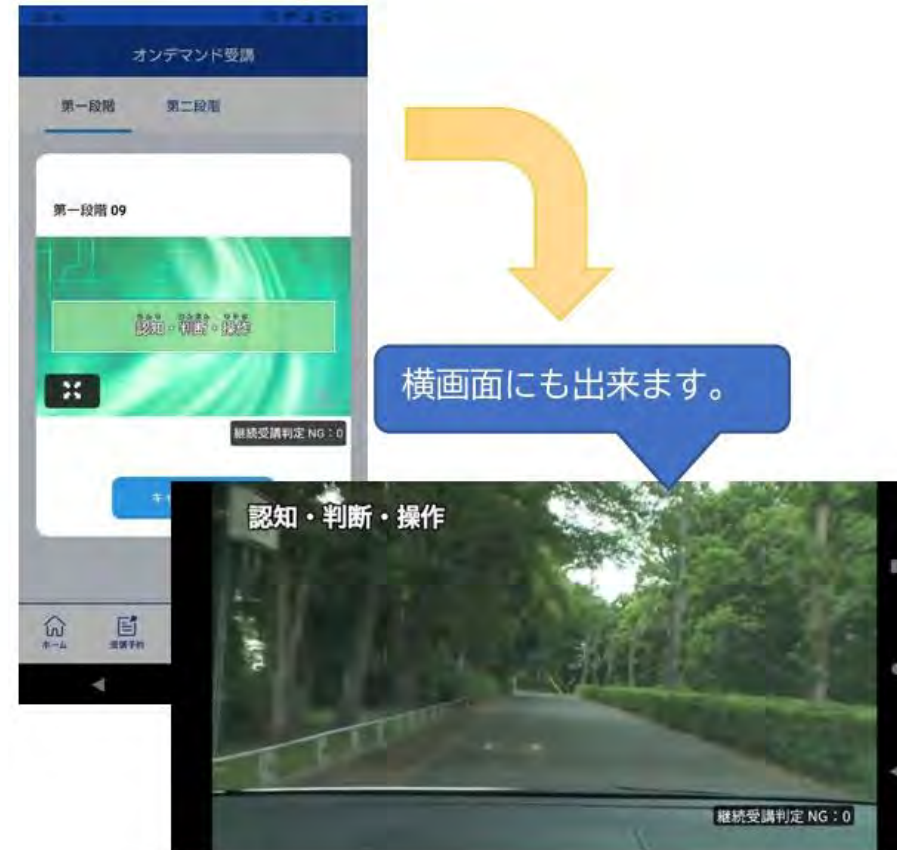 オンデマンド受講
第一段階 第二段階
第一段階 09
認知・判断・操作
継続受講判定 NG：0
キャ
ホーム
受講予約
横画面にも出来ます。
認知・判断・操作
継続受講判定 NG：0